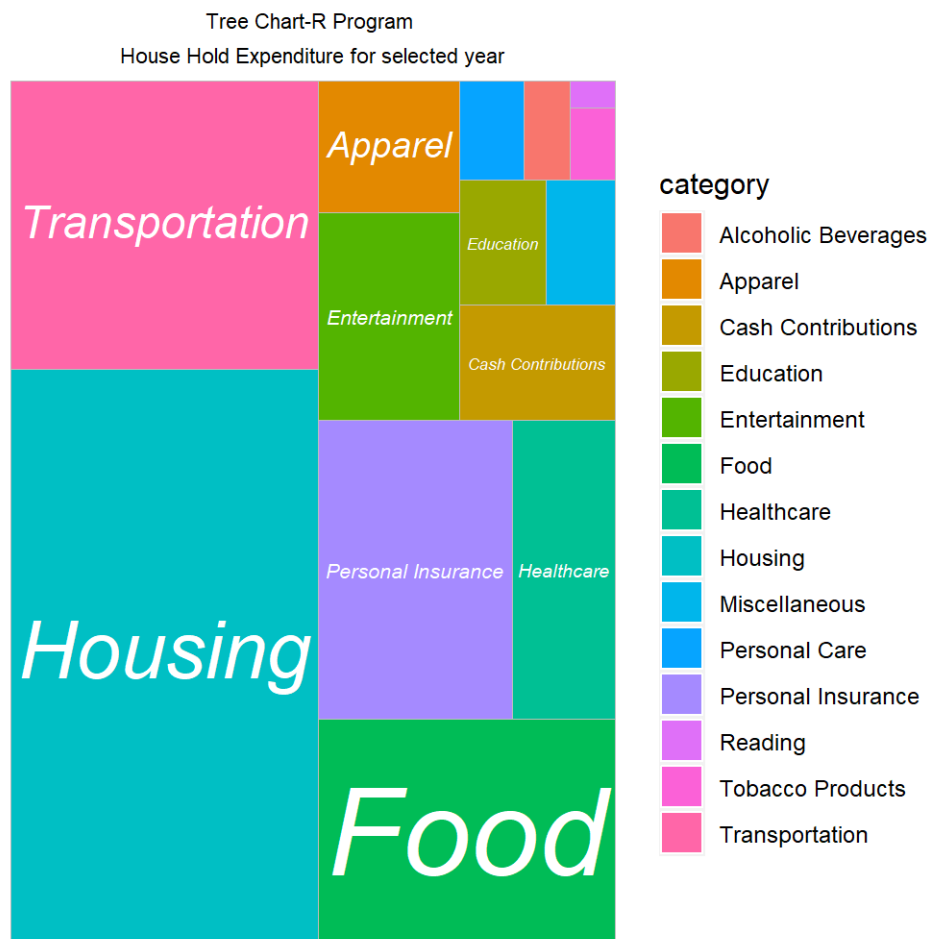 Tree Chart-R Program
House Hold Expenditure for selected year
Transportation
Apparel
Education
Entertainment
Cash Contributions
Personal Insurance
Healthcare
Housing
Food
category
Alcoholic Beverages
Apparel
Cash Contributions
Education
Entertainment
Food
Healthcare
Housing
Miscellaneous
Personal Care
Personal Insurance
Reading
Tobacco Products
Transportation